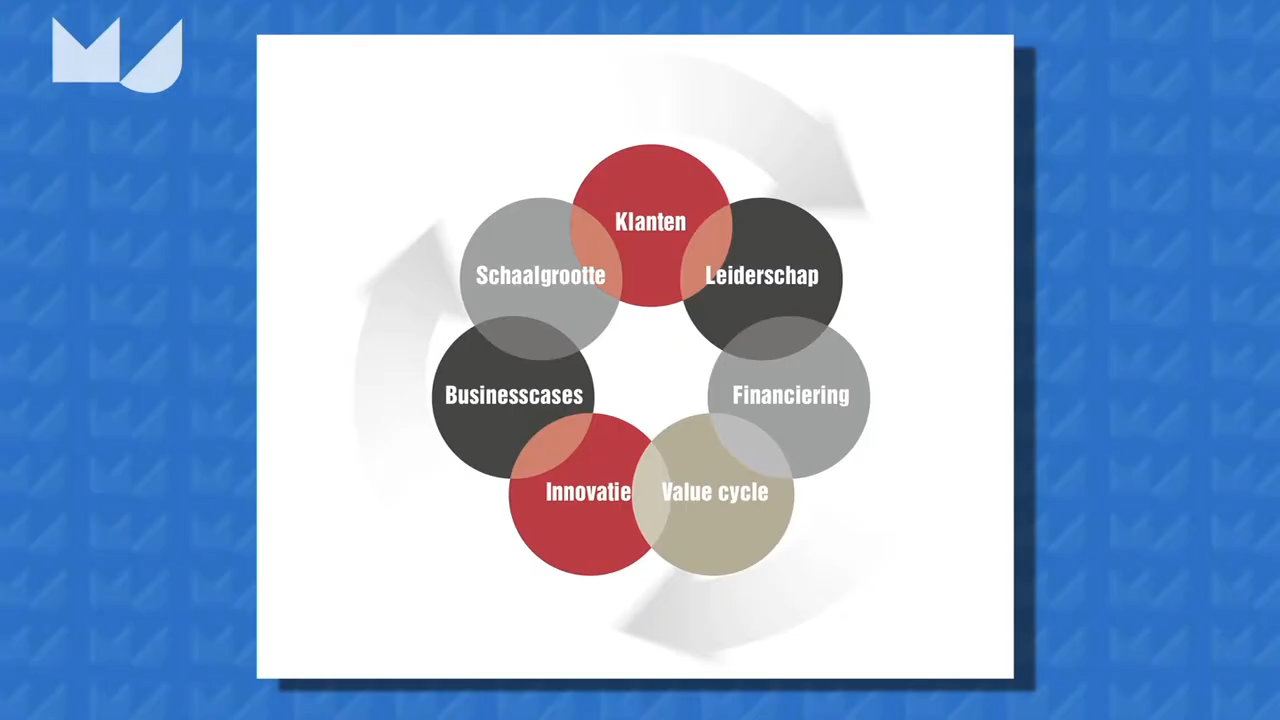 Klanten
Schaalgrootte
Leiderschap
Businesscases
Financiering
Innovatie
Value cycle